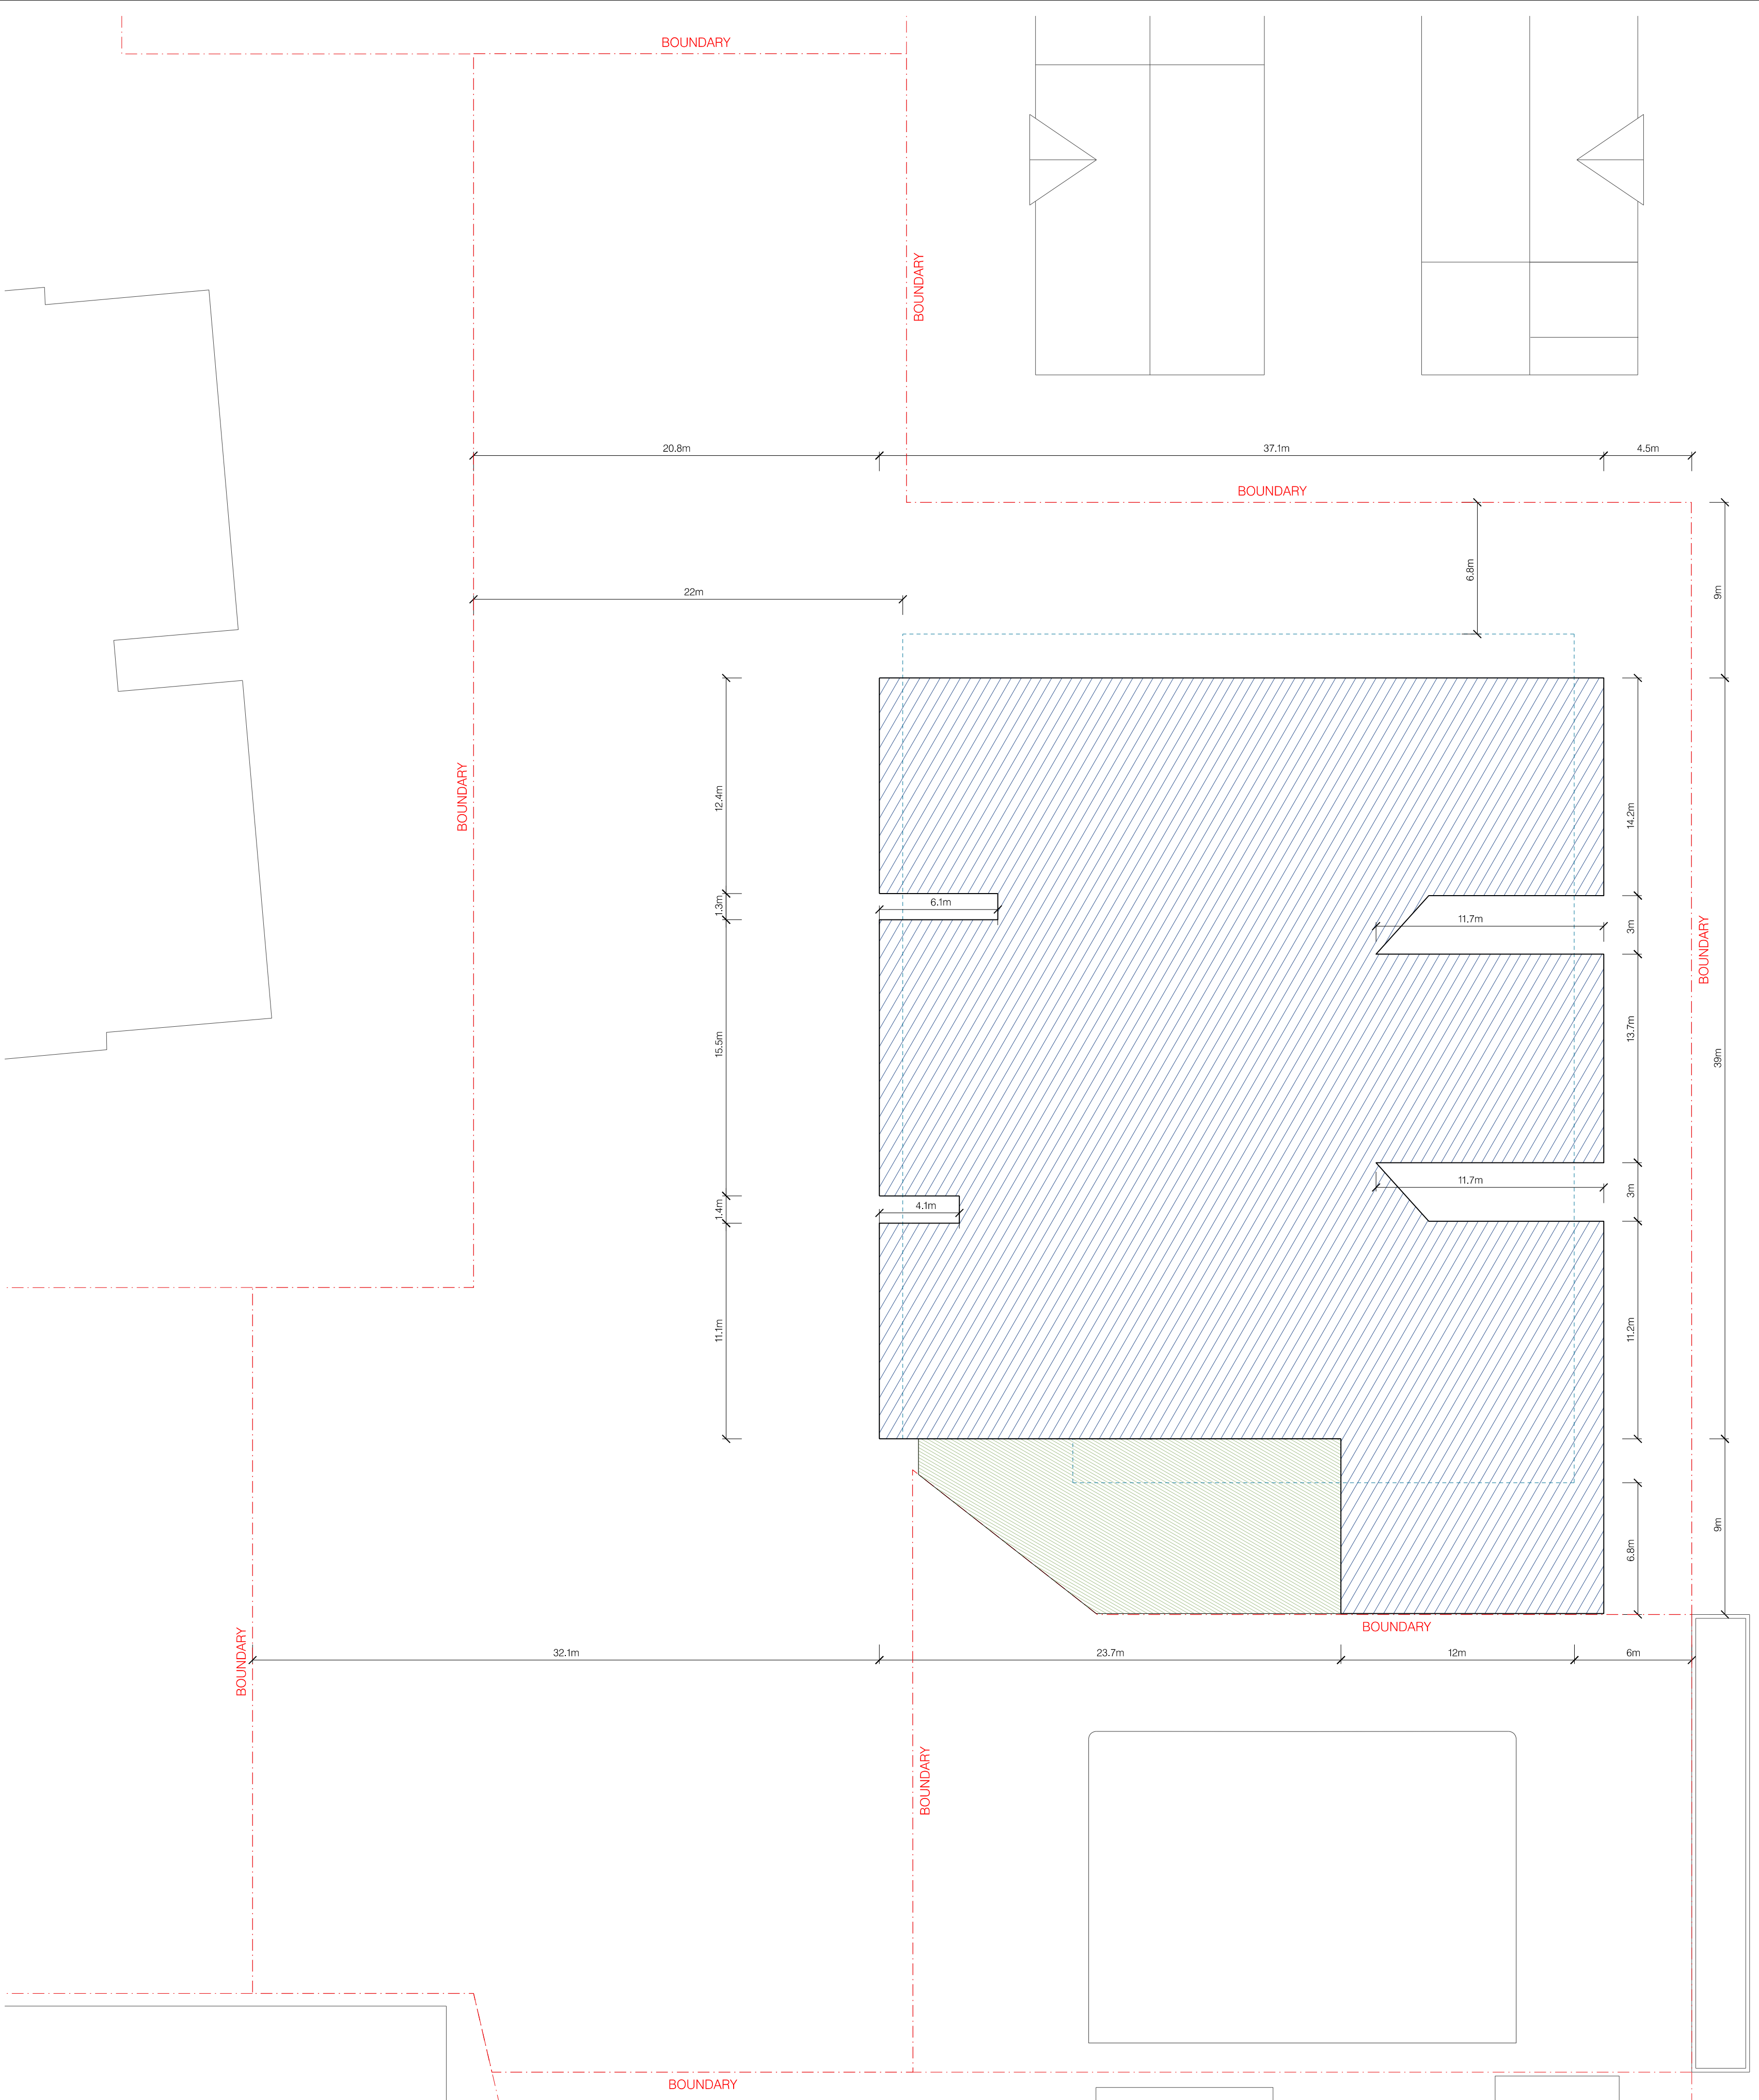 BOUNDARY
BOUNDARY
20.8m
37.1m
4.5m
BOUNDARY
6.8m
9m
22m
12.4m
BOUNDARY
14.2m
1.3m
6.1m
11.7m
3m
BOUNDARY
15.5m
13.7m
39m
11.7m
3m
1.4m
4.1m
11.1m
11.2m
9m
6.8m
BOUNDARY
BOUNDARY
32.1m
23.7m
12m
6m
BOUNDARY
BOUNDARY